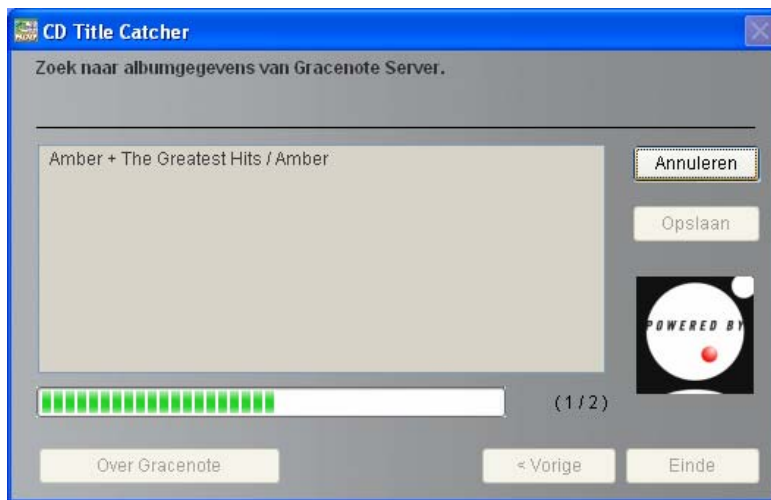 CD Title Catcher
Zoek naar albumgegevens van Gracenote Server.
Amber + The Greatest Hits / Amber
Annuleren
Opslaan
POWERED BY
(1/2)
Over Gracenote
« Vorige
Einde